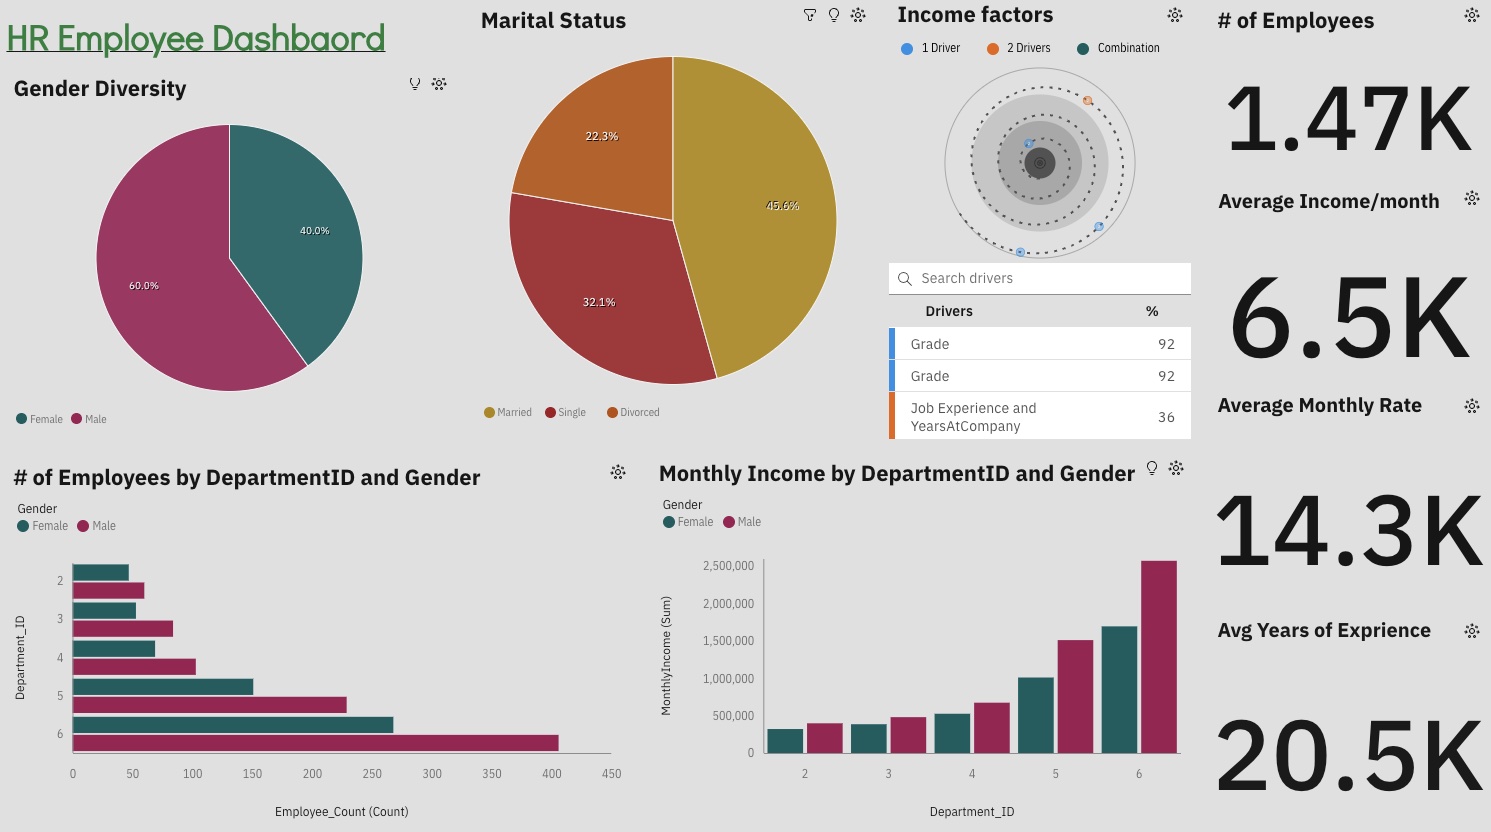 HR Employee Dashbaord
Gender Diversity
40.0%
60.0%
Female Male
Marital Status
22.3%
45.6%
32.1%
Married Single Divorced
Income factors
1 Driver 2 Drivers Combination
Search drivers
Drivers %
Grade 92
Grade 92
Job Experience and
YearsAtCompany 36
# of Employees
1.47K
Average Income/month
6.5K
Average Monthly Rate
14.3K
Avg Years of Exprience
20.5K
# of Employees by DepartmentID and Gender
Gender
Female Male
Department_ID
2
3
4
5
6
0 50 100 150 200 250 300 350 400 450
Employee_Count (Count)
Monthly Income by DepartmentID and Gender
Gender
Female Male
MonthlyIncome (Sum)
2,500,000
2,000,000
1,500,000
1,000,000
500,000
0
2 3 4 5 6
Department_ID